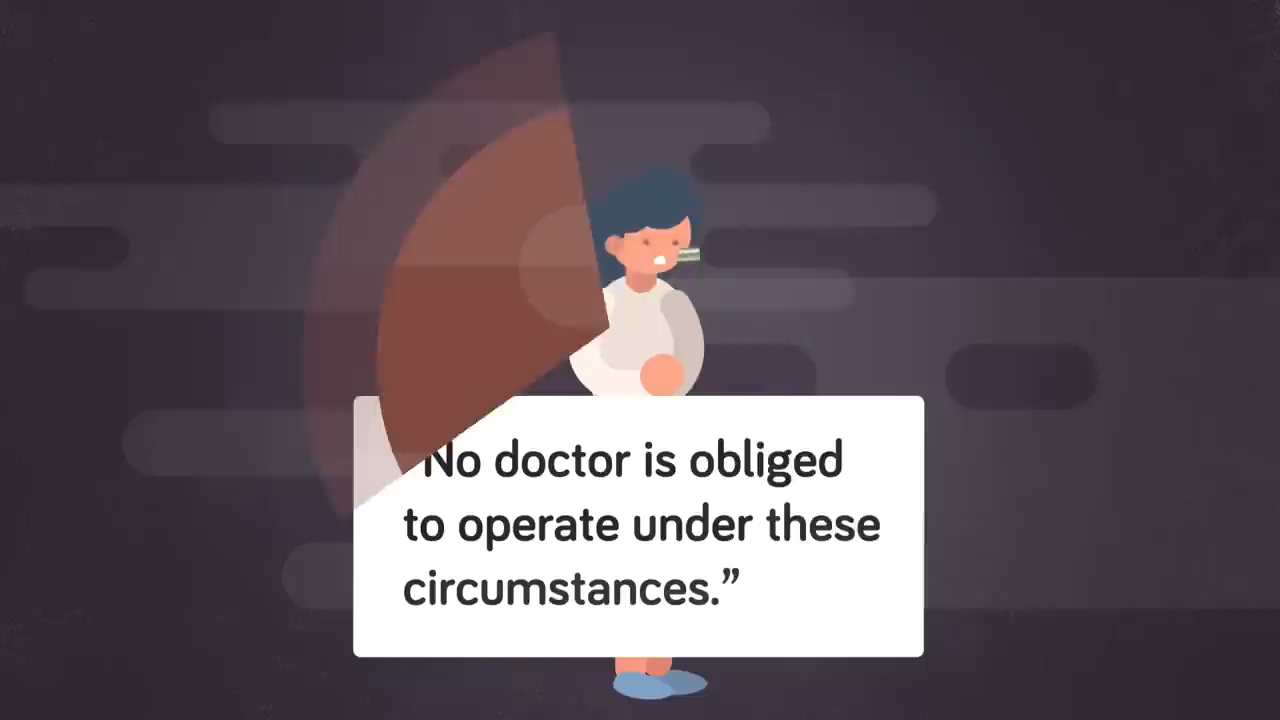 No doctor is obliged
to operate under these
circumstances.”